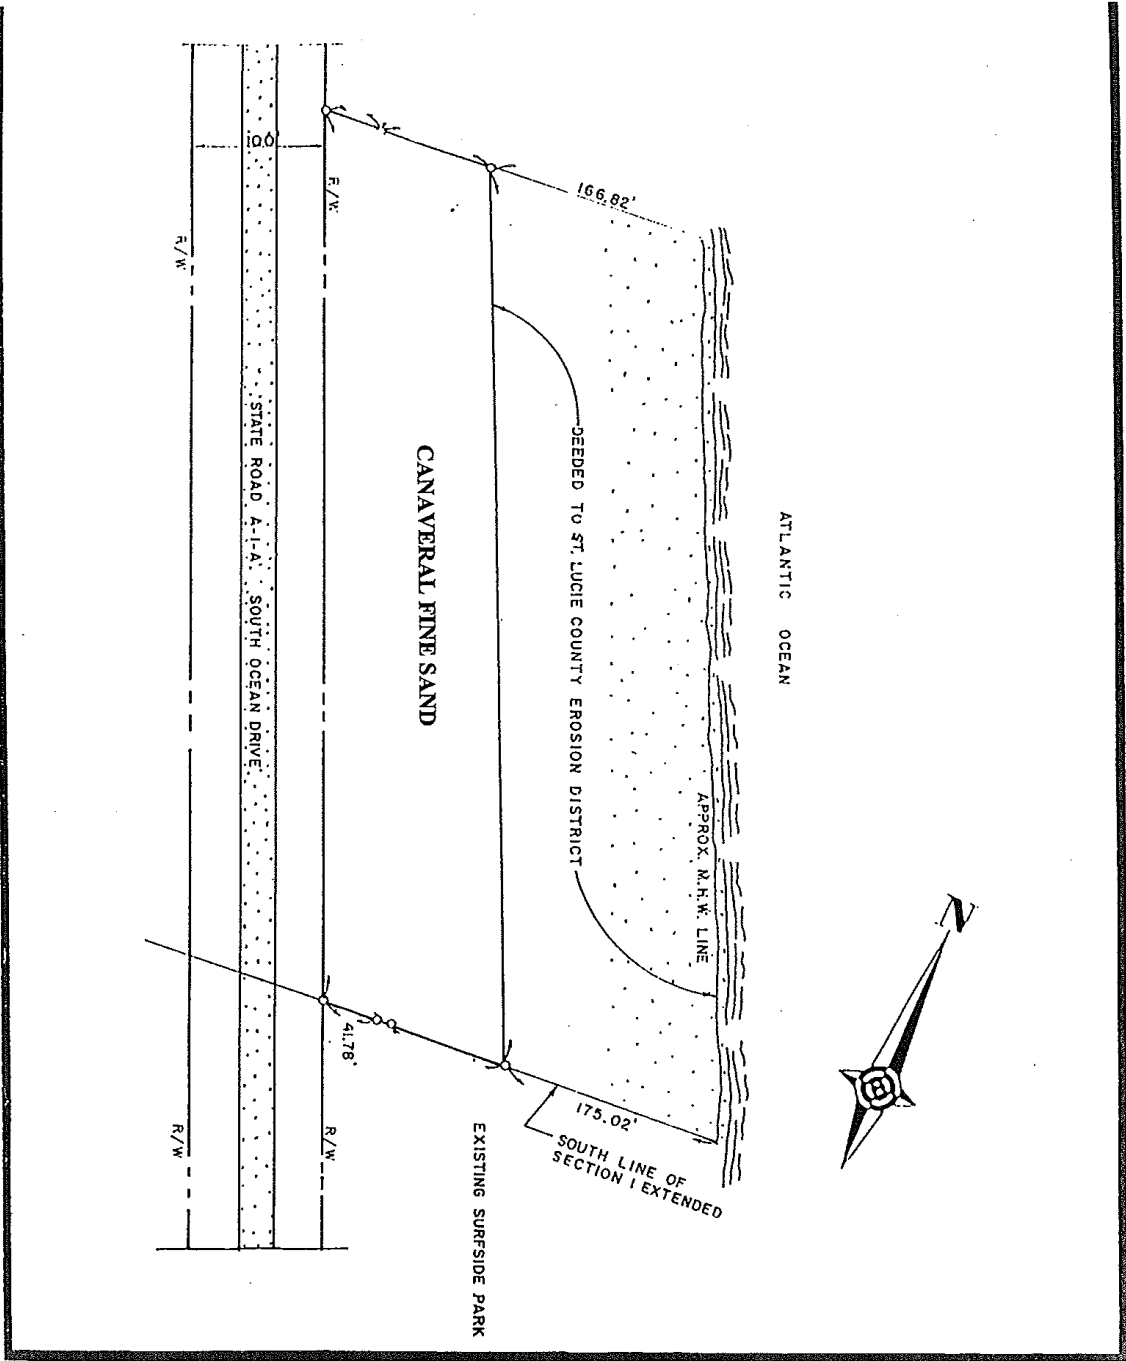 100'
R/W
R/W
166.82'
STATE ROAD A-1-A SOUTH OCEAN DRIVE
CANAVERAL FINE SAND
DEEDED TO ST. LUCIE COUNTY EROSION DISTRICT
ATLANTIC OCEAN
APPROX. M.H.W. LINE
N
41.78'
175.02'
SOUTH LINE OF
SECTION 1 EXTENDED
R/W
R/W
EXISTING SURFSIDE PARK